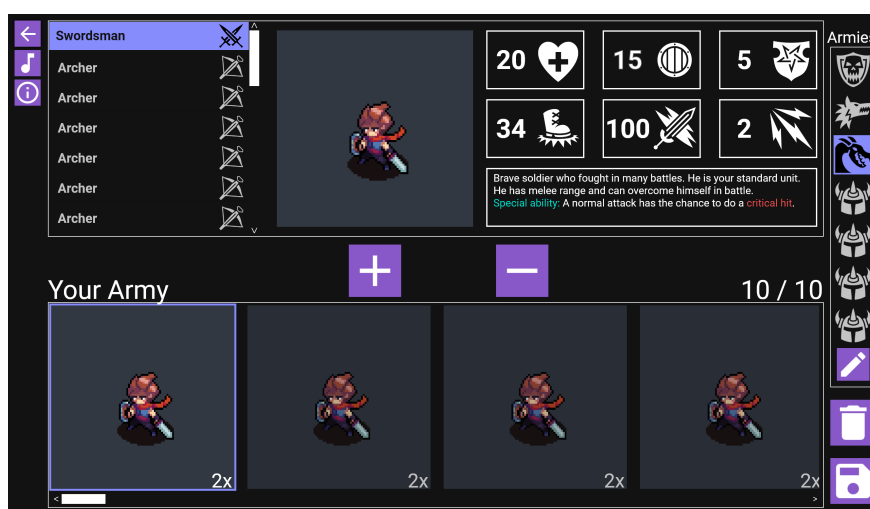 Swordsman
Archer
Archer
Archer
Archer
Archer
Archer
20
15
5
34
100
2
Brave soldier who fought in many battles. He is your standard unit.
He has melee range and can overcome himself in battle.
Special ability: A normal attack has the chance to do a critical hit.
Armies
Your Army
10 / 10
2x
2x
2x
2x